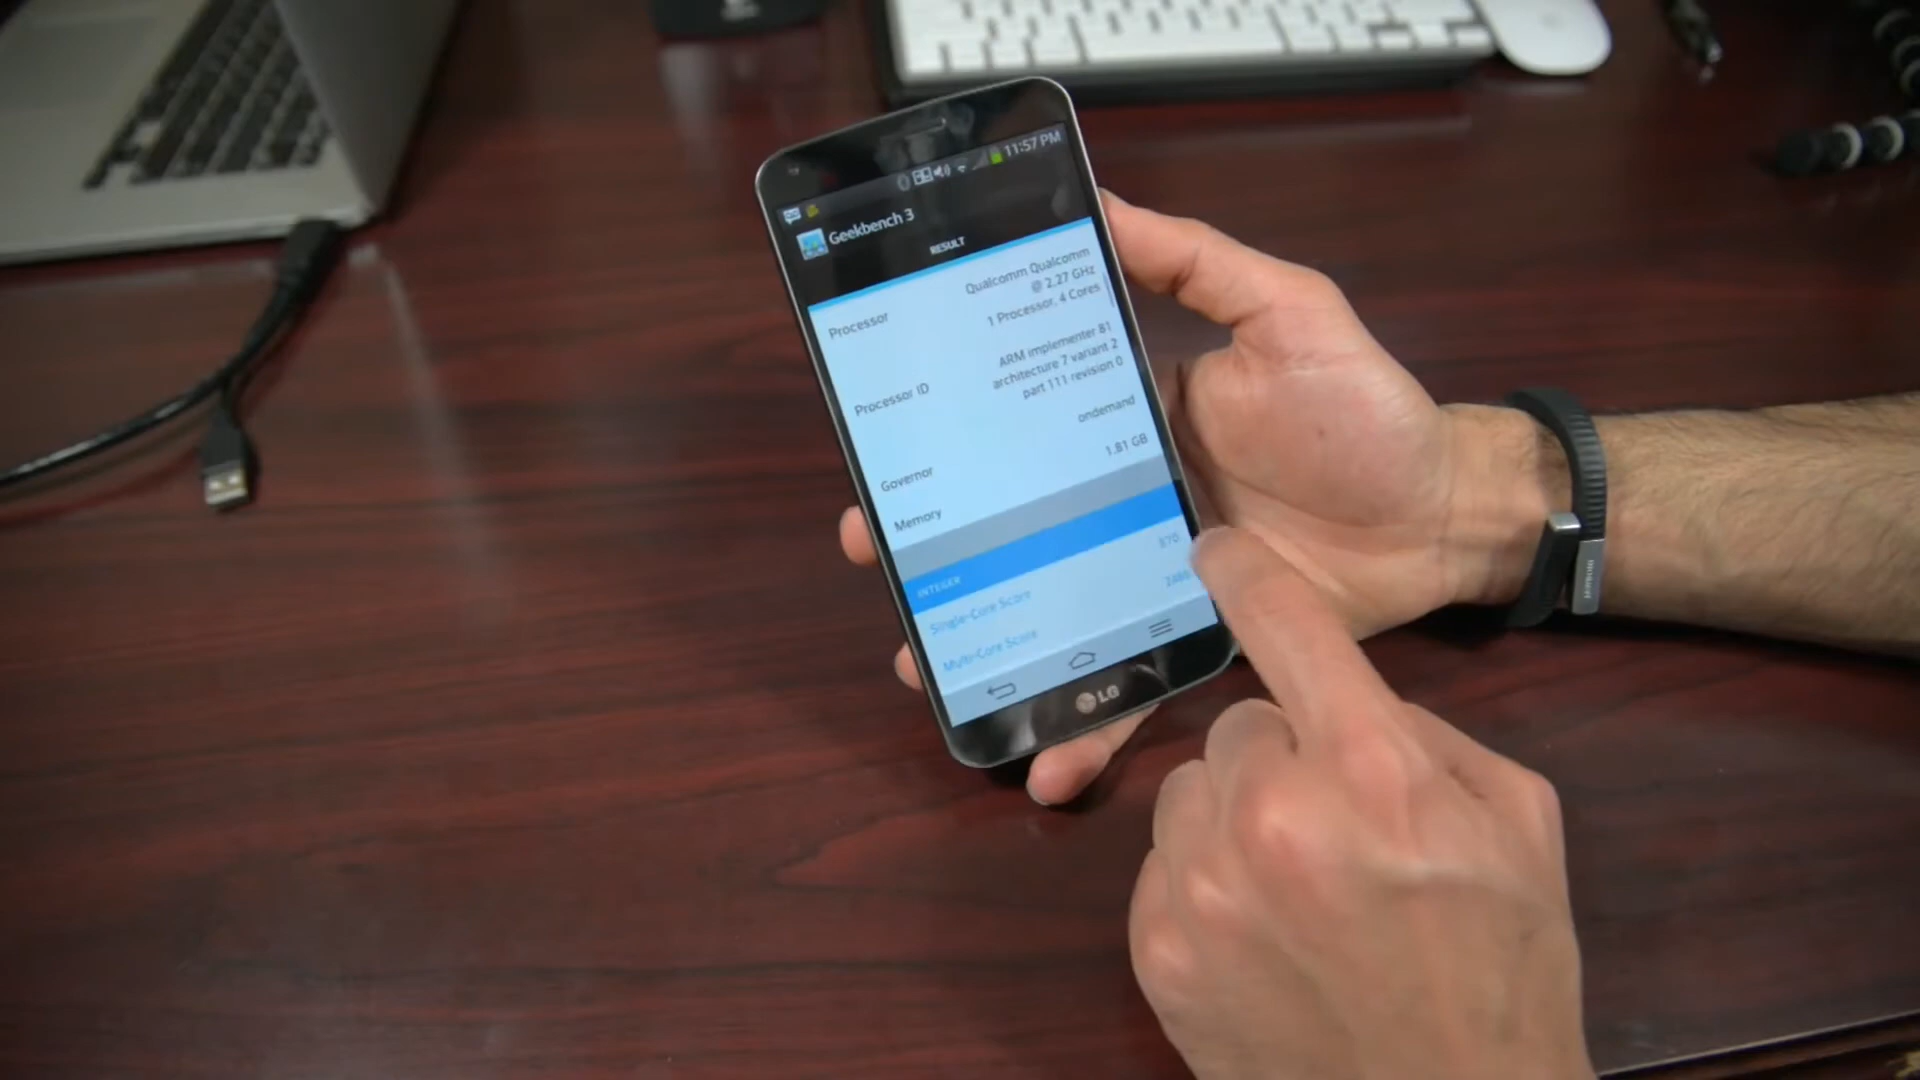 11:57 PM
Geekbench 3
RESULT
Processor
Qualcomm Qualcomm
@ 2.27 GHz
1 Processor, 4 Cores
Processor ID
ARM implementer 81
architecture 7 variant 2
part 111 revision 0
Governor
ondemand
Memory
1.81 GB
INTEGER
Single-Core Score
870
Multi-Core Score
LG